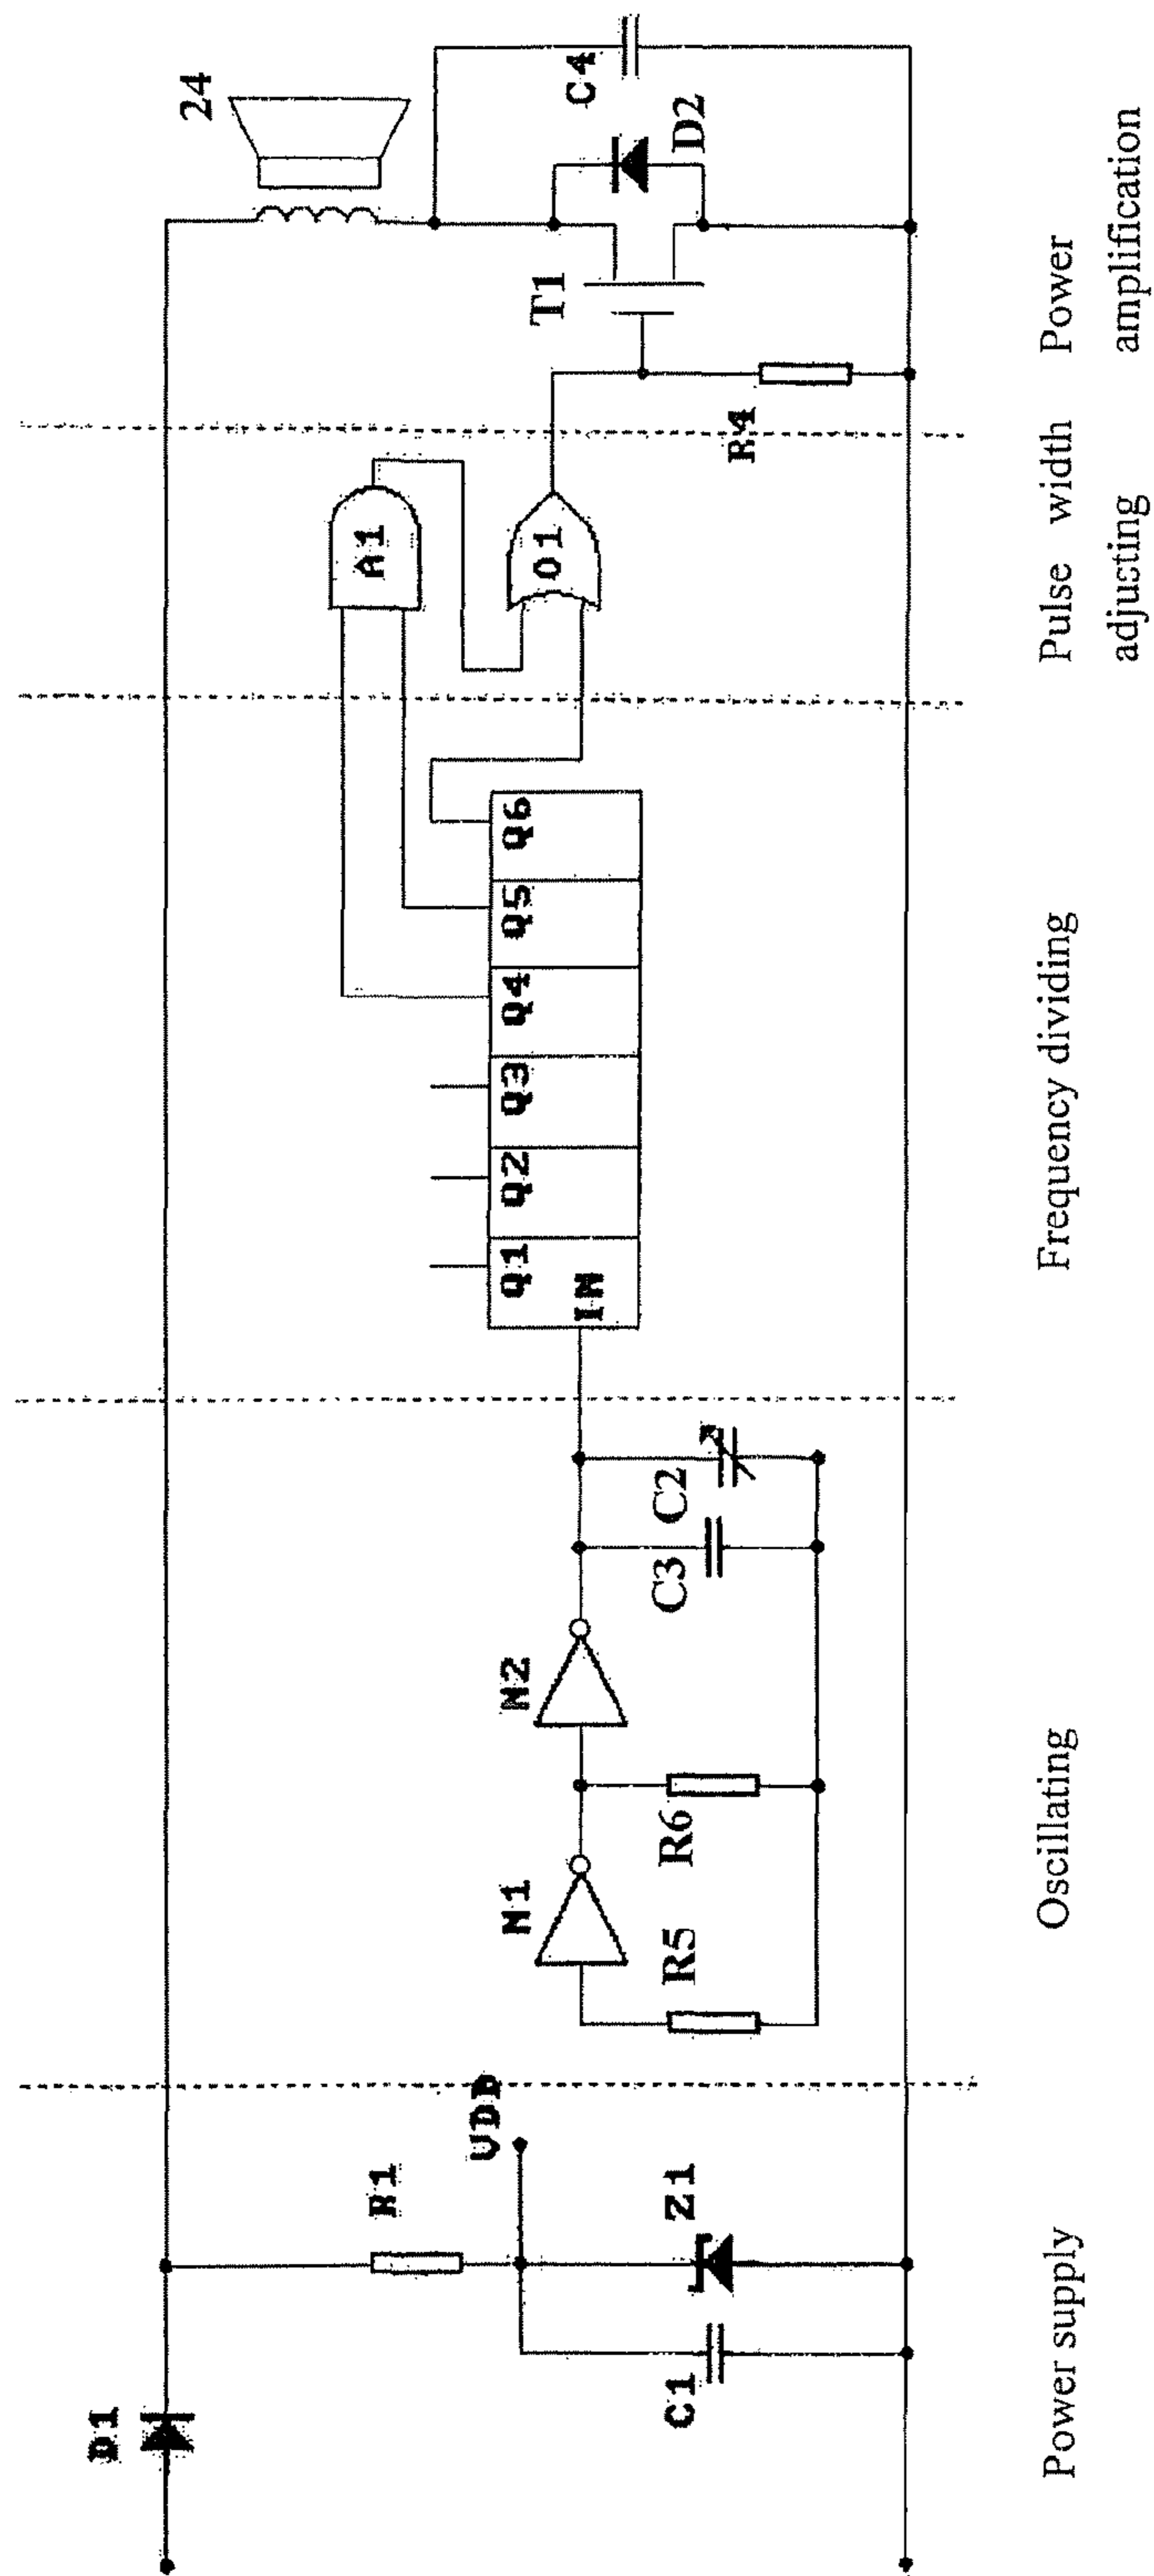 D1
R1
VDD
C1
Z1
N1
N2
R5
R6
C3
C2
Q1
Q2
Q3
Q4
Q5
Q6
IN
A1
O1
R4
T1
D2
C4
24
Power supply
Oscillating
Frequency dividing
Pulse width
adjusting
Power
amplification